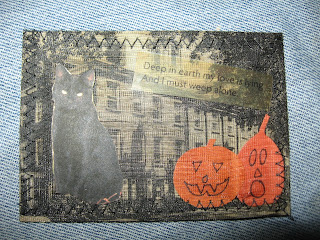 Deep in earth my love is lying
And I must weep alone.